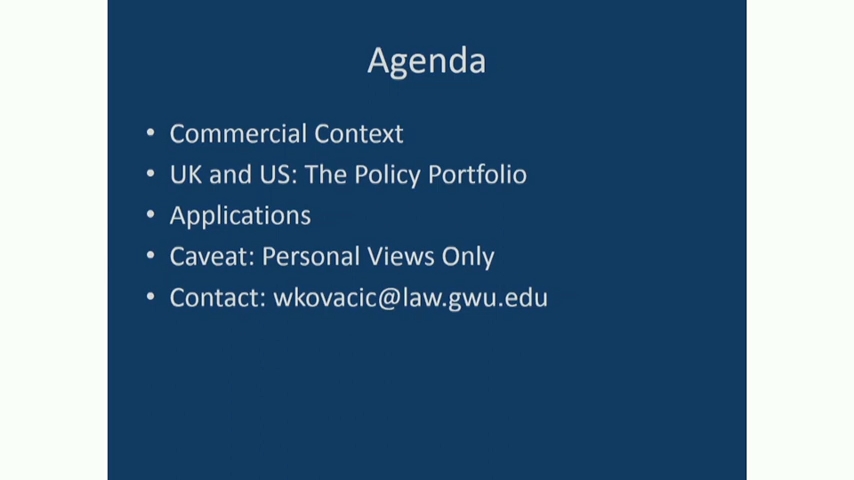 Agenda
• Commercial Context
• UK and US: The Policy Portfolio
• Applications
• Caveat: Personal Views Only
• Contact: wkovacic@law.gwu.edu